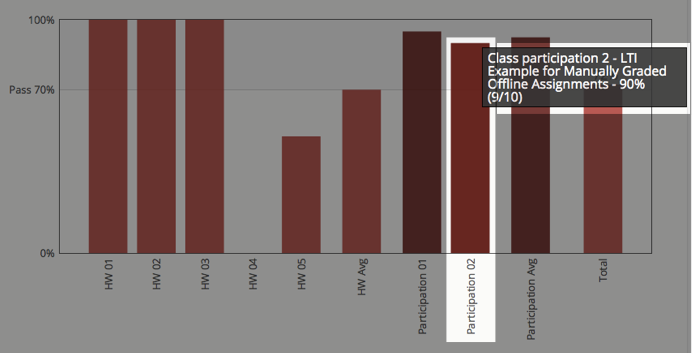 100%
Pass 70%
0%
Class participation 2 - LTI
Example for Manually Graded
Offline Assignments - 90%
(9/10)
HW 01
HW 02
HW 03
HW 04
HW 05
HW Avg
Participation 01
Participation 02
Participation Avg
Total